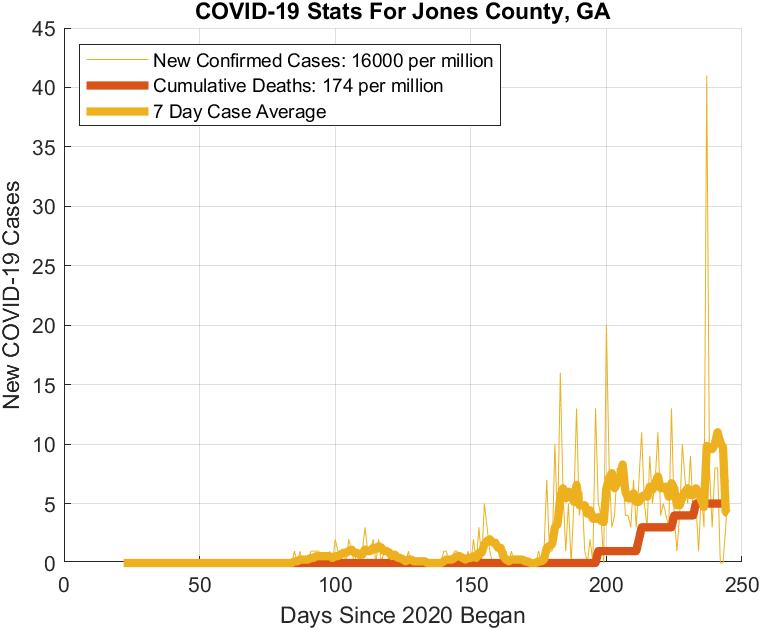 COVID-19 Stats For Jones County, GA
45
40
35
30
25
20
15
10
5
0
New COVID-19 Cases
New Confirmed Cases: 16000 per million
Cumulative Deaths: 174 per million
7 Day Case Average
0 50 100 150 200 250
Days Since 2020 Began